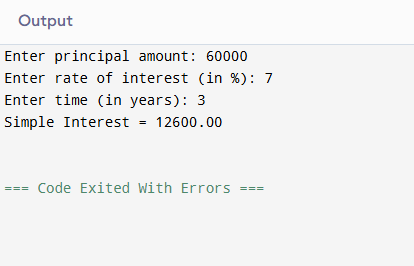 Output
Enter principal amount: 60000
Enter rate of interest (in %): 7
Enter time (in years): 3
Simple Interest = 12600.00
=== Code Exited With Errors ===